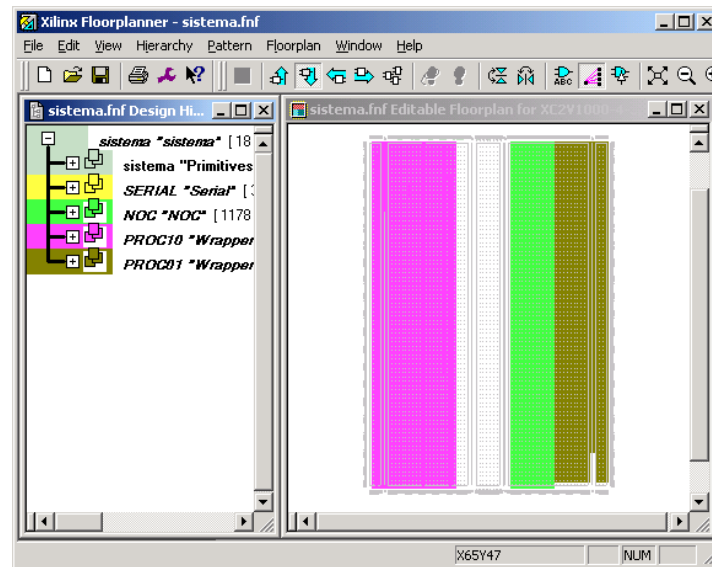 Xilinx Floorplanner - sistema.fnf
File Edit View Hierarchy Pattern Floorplan Window Help
ABC
sistema.fnf Design Hi...
sistema.fnf Editable Floorplan for XC2V1000
sistema "sistema" [18
sistema "Primitives
SERIAL "Serial" [
NOC "NOC" [1178
PROC10 "Wrapper
PROC01 "Wrapper
X65Y47
NUM